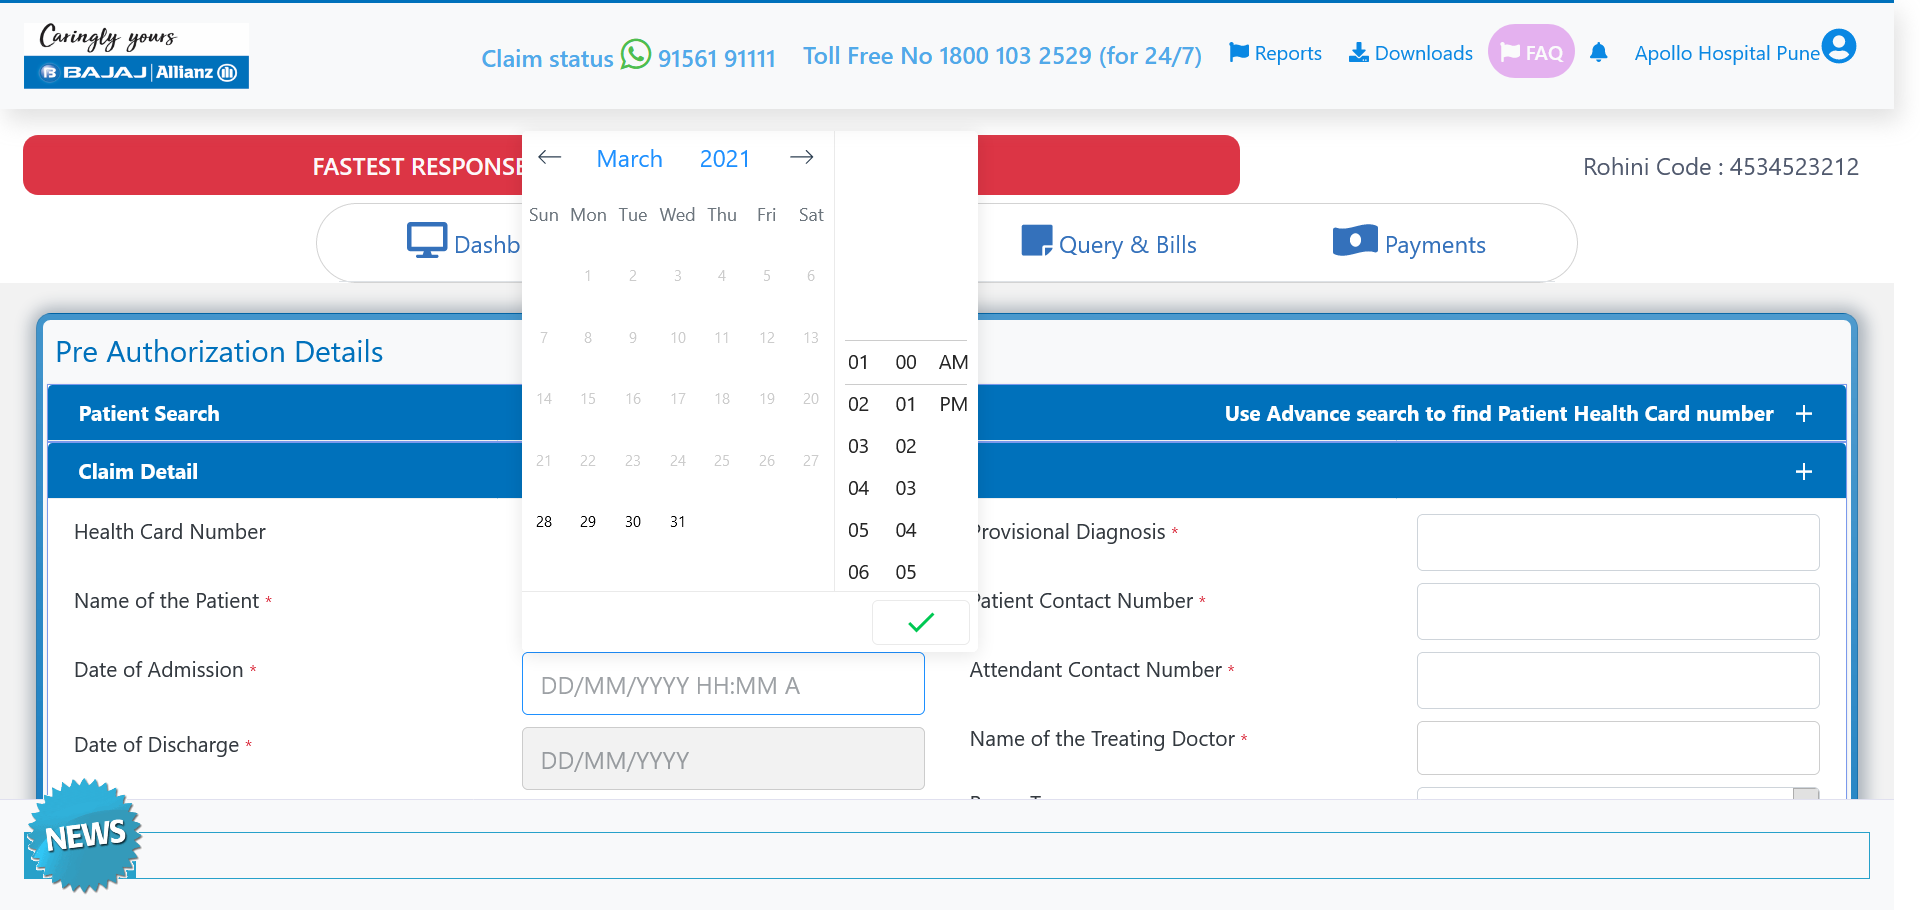 Caringly yours
BAJAJ | Allianz
Claim status 91561 91111
Toll Free No 1800 103 2529 (for 24/7)
Reports
Downloads
FAQ
Apollo Hospital Pune
FASTEST RESPONSE
Rohini Code : 4534523212
Dashb
Query & Bills
Payments
March 2021
Sun Mon Tue Wed Thu Fri Sat
1 2 3 4 5 6
7 8 9 10 11 12 13
14 15 16 17 18 19 20
21 22 23 24 25 26 27
28 29 30 31
01 00 AM
02 01 PM
03 02
04 03
05 04
06 05
Pre Authorization Details
Patient Search
Use Advance search to find Patient Health Card number +
Claim Detail +
Health Card Number
Name of the Patient *
Date of Admission *
DD/MM/YYYY HH:MM A
Date of Discharge *
DD/MM/YYYY
Provisional Diagnosis *
Patient Contact Number *
Attendant Contact Number *
Name of the Treating Doctor *
NEWS